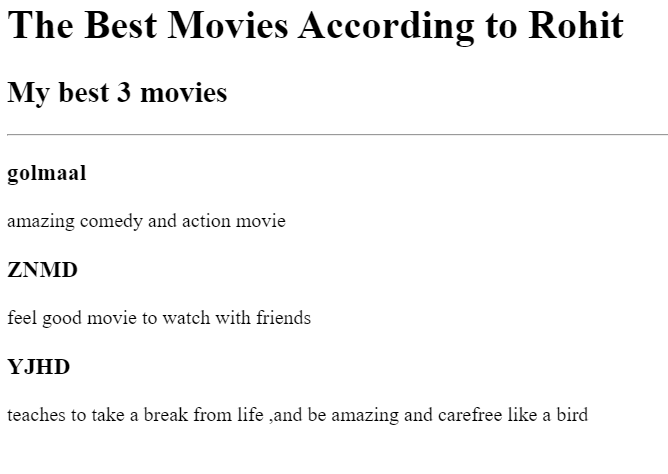 The Best Movies According to Rohit
My best 3 movies
golmaal
amazing comedy and action movie
ZNMD
feel good movie to watch with friends
YJHD
teaches to take a break from life ,and be amazing and carefree like a bird